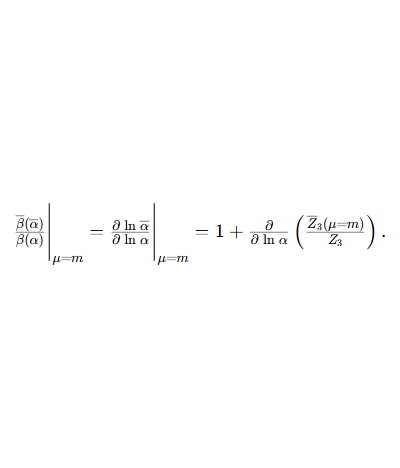 \left. \frac{\overline{\beta}(\overline{\alpha})}{\beta(\alpha)} \right|_{\mu=m} = \left. \frac{\partial \ln \overline{\alpha}}{\partial \ln \alpha} \right|_{\mu=m} = 1 + \frac{\partial}{\partial \ln \alpha} \left( \frac{\overline{Z}_3(\mu=m)}{Z_3} \right) .